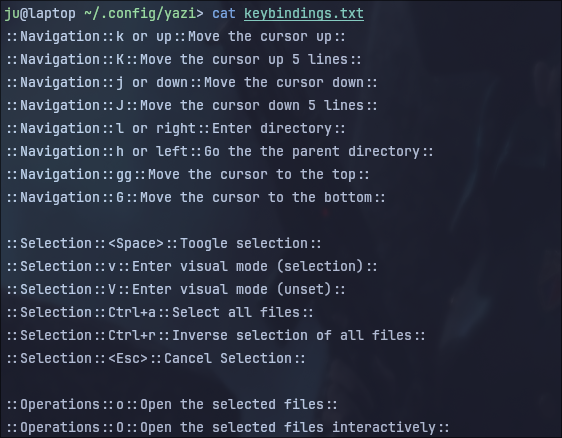 ju@laptop ~/.config/yazi> cat keybindings.txt
::Navigation::k or up::Move the cursor up::
::Navigation::K::Move the cursor up 5 lines::
::Navigation::j or down::Move the cursor down::
::Navigation::J::Move the cursor down 5 lines::
::Navigation::l or right::Enter directory::
::Navigation::h or left::Go the the parent directory::
::Navigation::gg::Move the cursor to the top::
::Navigation::G::Move the cursor to the bottom::
::Selection::<Space>::Toogle selection::
::Selection::v::Enter visual mode (selection)::
::Selection::V::Enter visual mode (unset)::
::Selection::Ctrl+a::Select all files::
::Selection::Ctrl+r::Inverse selection of all files::
::Selection::<Esc>::Cancel Selection::
::Operations::o::Open the selected files::
::Operations::O::Open the selected files interactively::